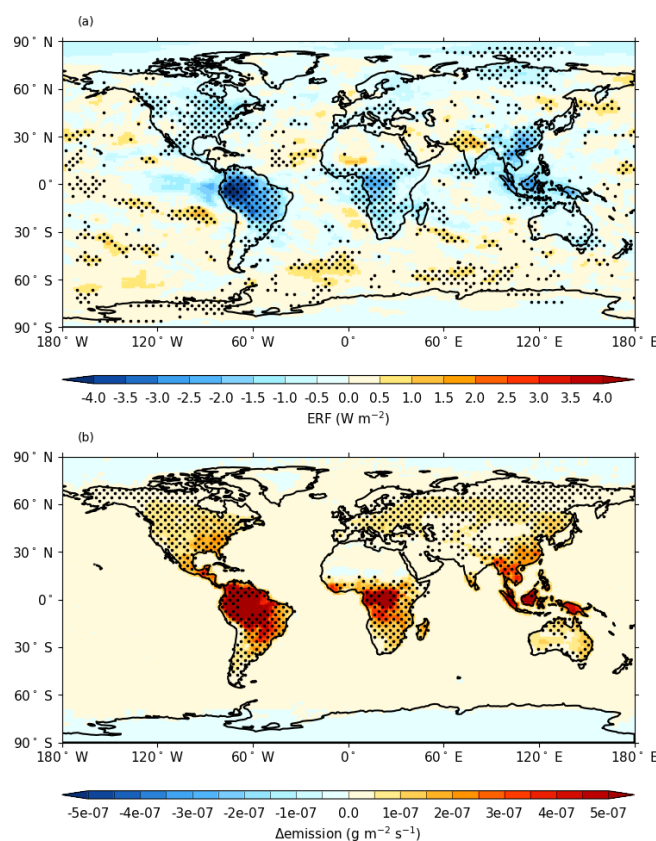 (a)
90° N
60° N
30° N
0°
30° S
60° S
90° S
180° W 120° W 60° W 0° 60° E 120° E 180° E
-4.0 -3.5 -3.0 -2.5 -2.0 -1.5 -1.0 -0.5 0.0 0.5 1.0 1.5 2.0 2.5 3.0 3.5 4.0
ERF (W m⁻²)
(b)
90° N
60° N
30° N
0°
30° S
60° S
90° S
180° W 120° W 60° W 0° 60° E 120° E 180° E
-5e-07 -4e-07 -3e-07 -2e-07 -1e-07 0.0 1e-07 2e-07 3e-07 4e-07 5e-07
Δemission (g m⁻² s⁻¹)